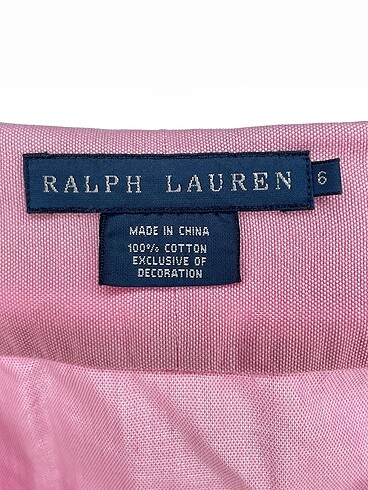 RALPH LAUREN 6
MADE IN CHINA
100% COTTON
EXCLUSIVE OF
DECORATION